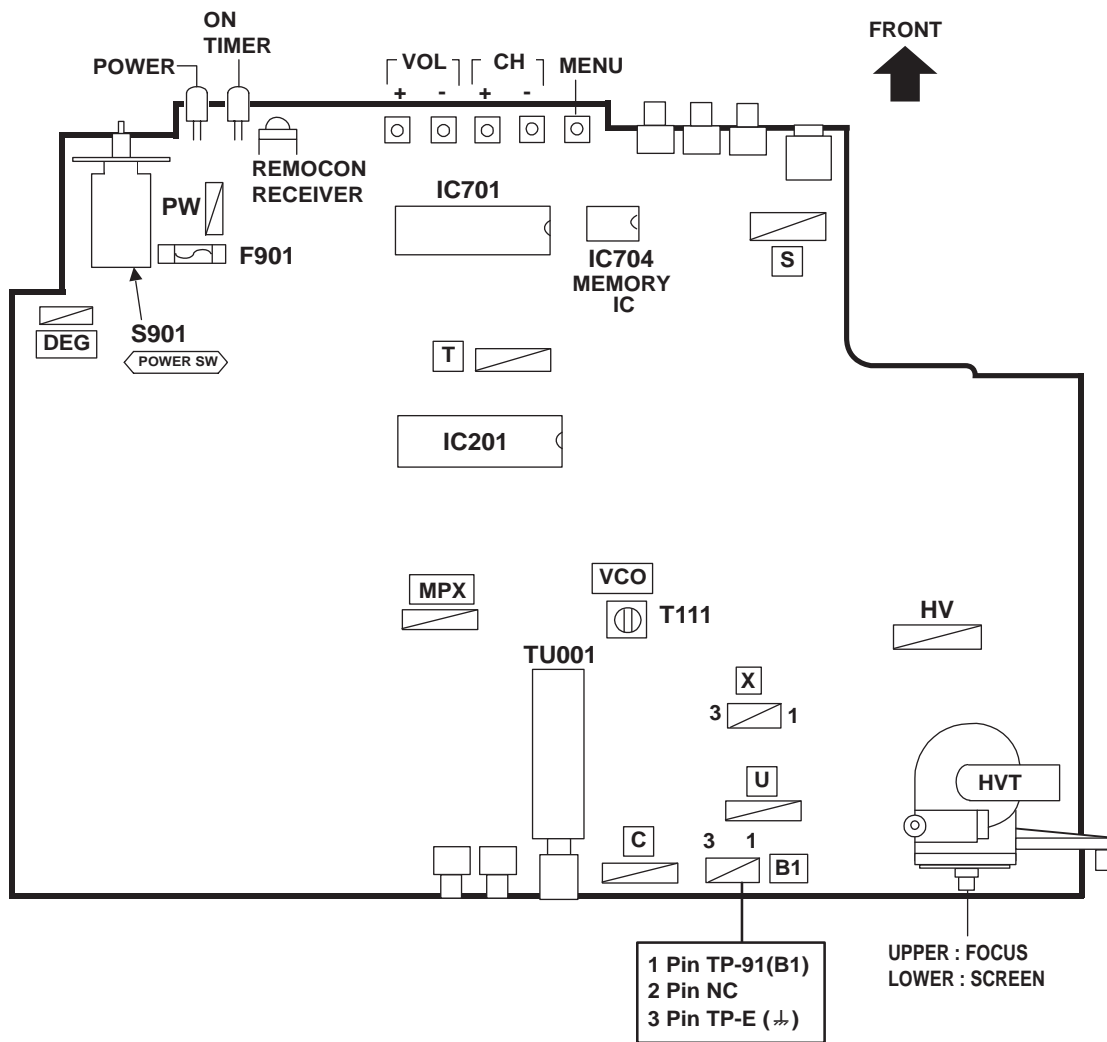 ON
TIMER
POWER
VOL
CH
MENU
FRONT
+ - + -
REMOCON
RECEIVER
IC701
PW
F901
IC704
MEMORY
IC
S
S901
POWER SW
DEG
T
IC201
MPX
VCO
T111
HV
TU001
X
3 1
U
HVT
C
3 1
B1
1 Pin TP-91(B1)
2 Pin NC
3 Pin TP-E (⏚)
UPPER : FOCUS
LOWER : SCREEN